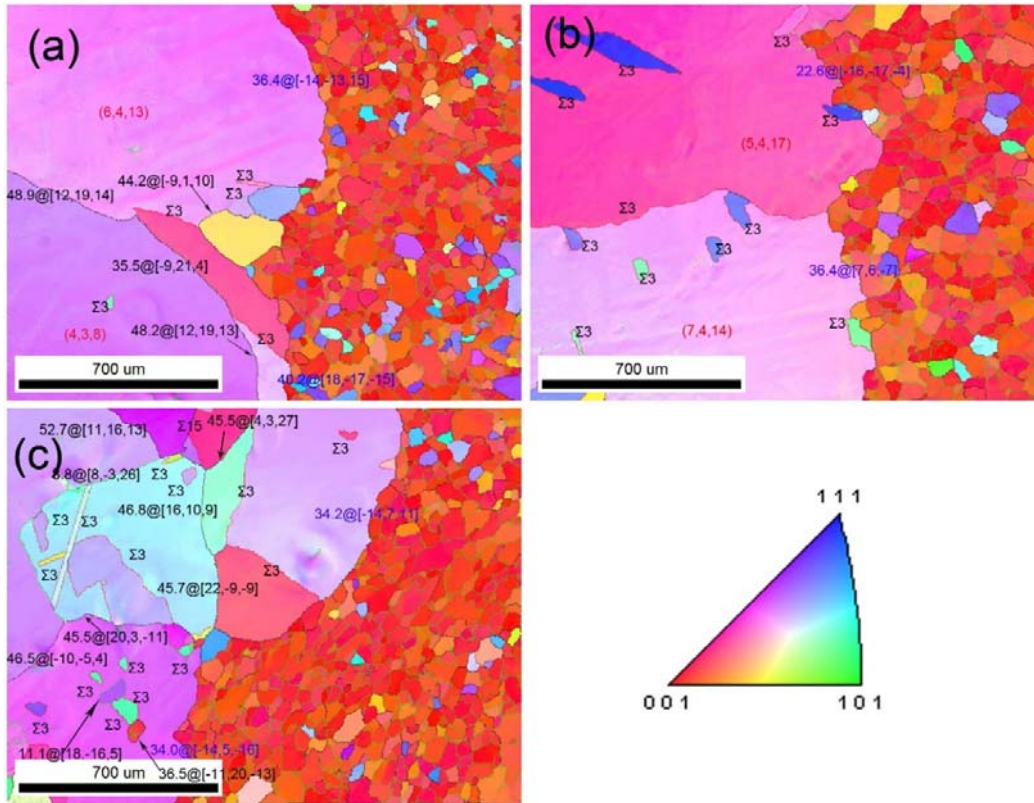 (a)
36.4@[-14,-13,15]
(6,4,13)
44.2@[-9,1,10]
Σ3
Σ3
48.9@[12,19,14]
Σ3
35.5@[-9,21,4]
Σ3
(4,3,8)
48.2@[12,19,13]
Σ3
700 um
40.2@[18,-17,-15]
(b)
Σ3
Σ3
22.6@[-16,-17,-4]
Σ3
Σ3
(5,4,17)
Σ3
Σ3
Σ3
Σ3
Σ3
36.4@[7,6,-7]
Σ3
(7,4,14)
Σ3
700 um
(c)
52.7@[11,16,13]
Σ15
45.5@[4,3,27]
Σ3
Σ3
8.8@[8,-3,26]
Σ3
Σ3
46.8@[16,10,9]
34.2@[-14,7,11]
Σ3
Σ3
Σ3
Σ3
Σ3
45.7@[22,-9,-9]
45.5@[20,3,-11]
46.5@[-10,-5,4]
Σ3
Σ3
Σ3
Σ3
Σ3
Σ3
11.1@[18,-16,5]
34.0@[-14,5,-16]
36.5@[-11,20,-13]
700 um
1 1 1
0 0 1
1 0 1